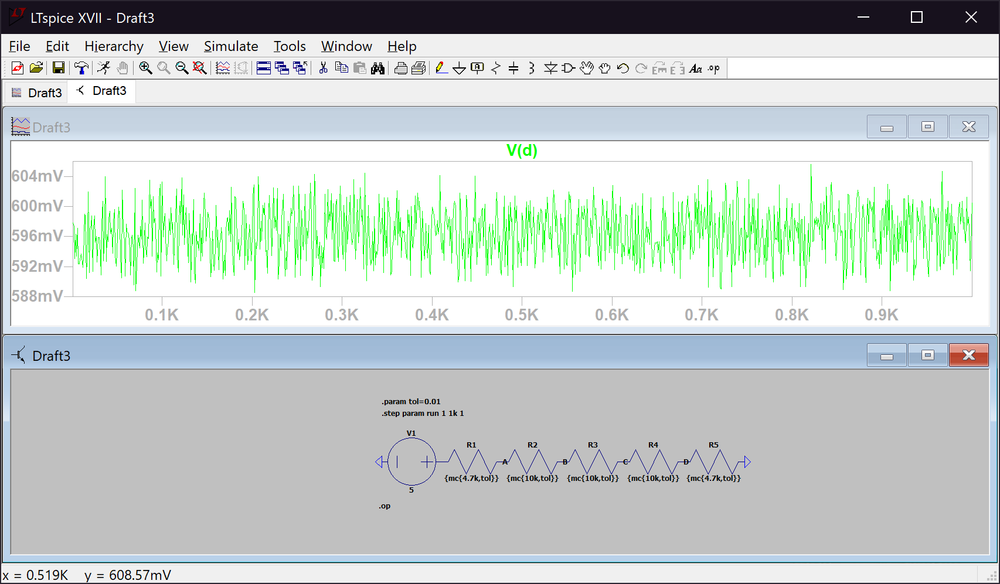 LTspice XVII - Draft3
File Edit Hierarchy View Simulate Tools Window Help
Aa .op
Draft3 Draft3
Draft3
V(d)
604mV
600mV
596mV
592mV
588mV
0.1K 0.2K 0.3K 0.4K 0.5K 0.6K 0.7K 0.8K 0.9K
Draft3
.param tol=0.01
.step param run 1 1k 1
V1
R1 R2 R3 R4 R5
A B C D
{mc{4.7k,tol}} {mc{10k,tol}} {mc{10k,tol}} {mc{10k,tol}} {mc{4.7k,tol}}
5
.op
x = 0.519K y = 608.57mV